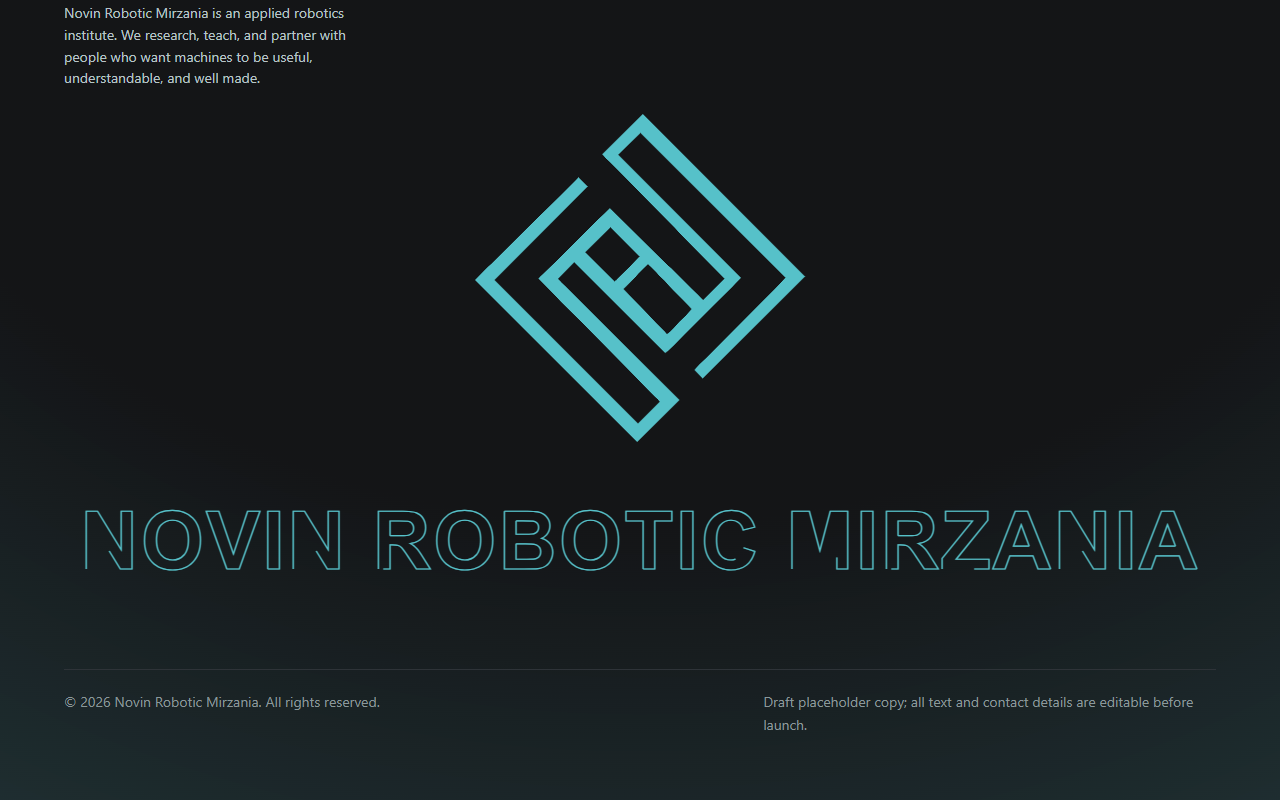 Novin Robotic Mirzania is an applied robotics
institute. We research, teach, and partner with
people who want machines to be useful,
understandable, and well made.
NOVIN ROBOTIC MIRZANIA
© 2026 Novin Robotic Mirzania. All rights reserved.
Draft placeholder copy; all text and contact details are editable before
launch.